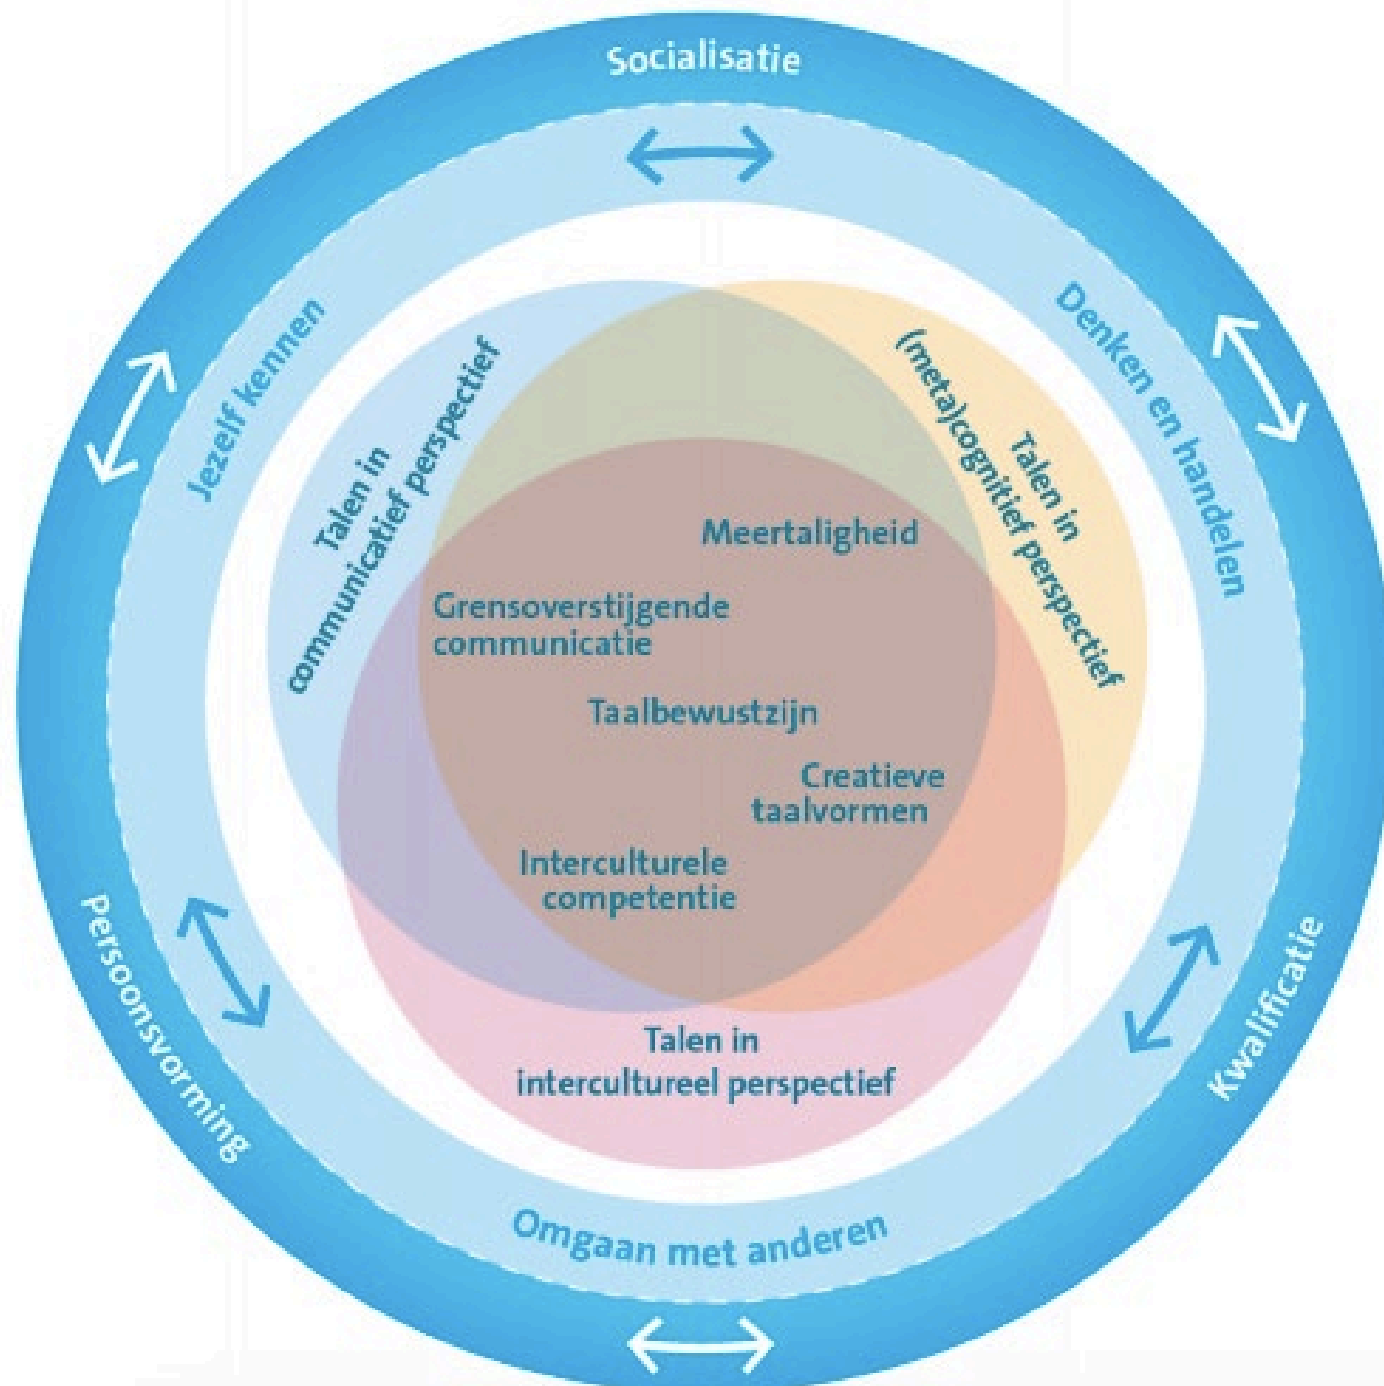 Socialisatie
Jezelf kennen
Denken en handelen
Talen in
communicatief perspectief
Talen in
(meta)cognitief perspectief
Meertaligheid
Grensoverstijgende
communicatie
Taalbewustzijn
Creatieve
taalvormen
Interculturele
competentie
Talen in
intercultureel perspectief
Persoonsvorming
Kwalificatie
Omgaan met anderen